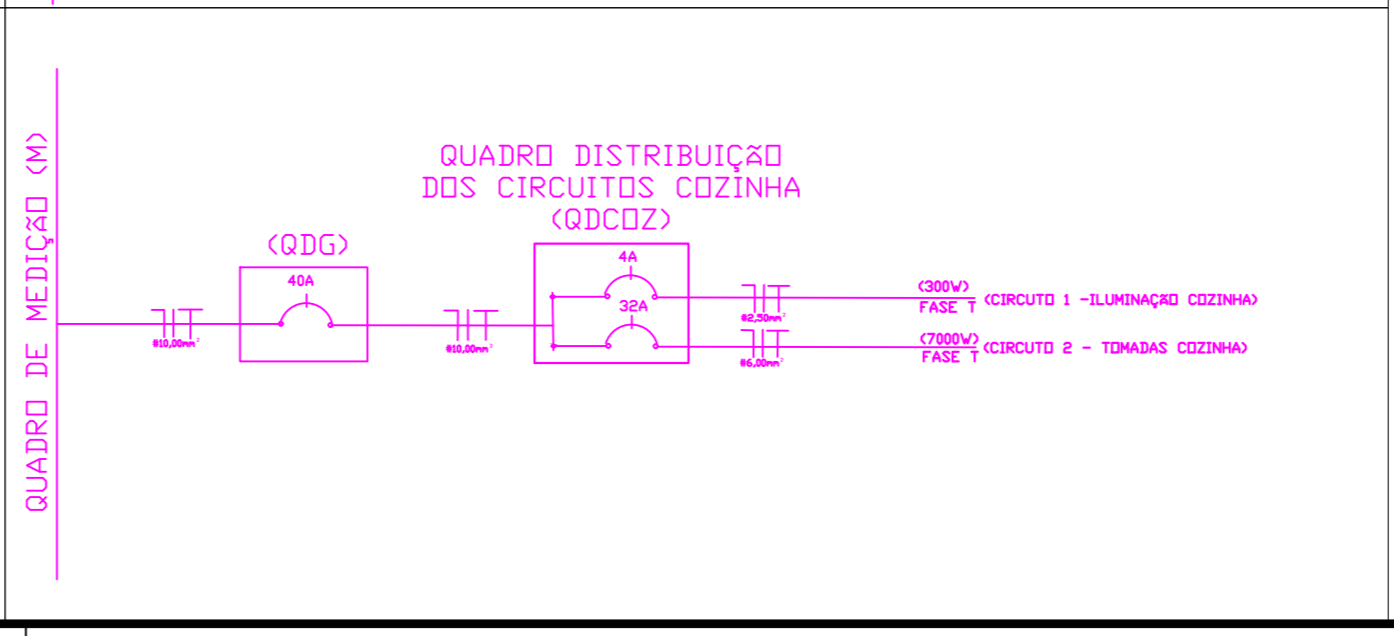 QUADRO DE MEDIÇÃO (M)
QUADRO DISTRIBUIÇÃO
DOS CIRCUITOS COZINHA
(QDCOZ)
(QDG)
40A
4A
32A
#10,00mm²
#10,00mm²
#2,50mm²
#6,00mm²
(300W)
FASE T
(CIRCUTO 1 -ILUMINAÇÃO COZINHA)
(7000W)
FASE T
(CIRCUTO 2 - TOMADAS COZINHA)